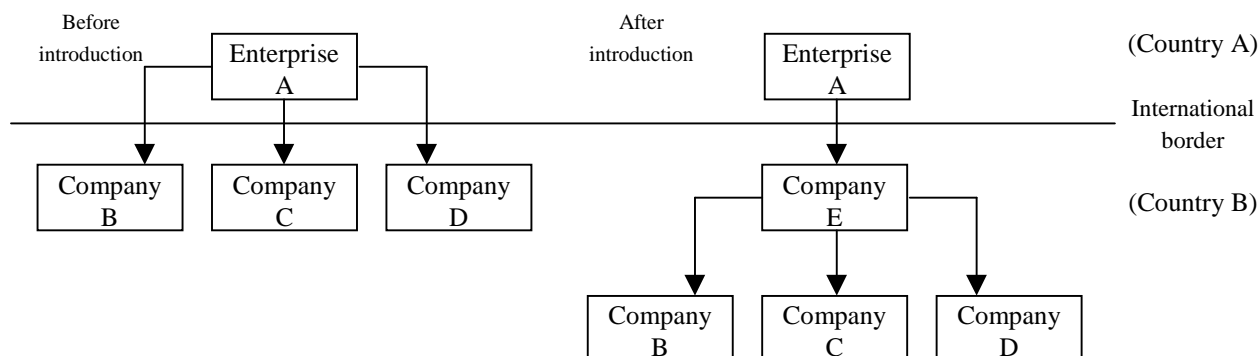 Before
introduction
Enterprise
A
After
introduction
Enterprise
A
(Country A)
International
border
Company
B
Company
C
Company
D
Company
E
(Country B)
Company
B
Company
C
Company
D